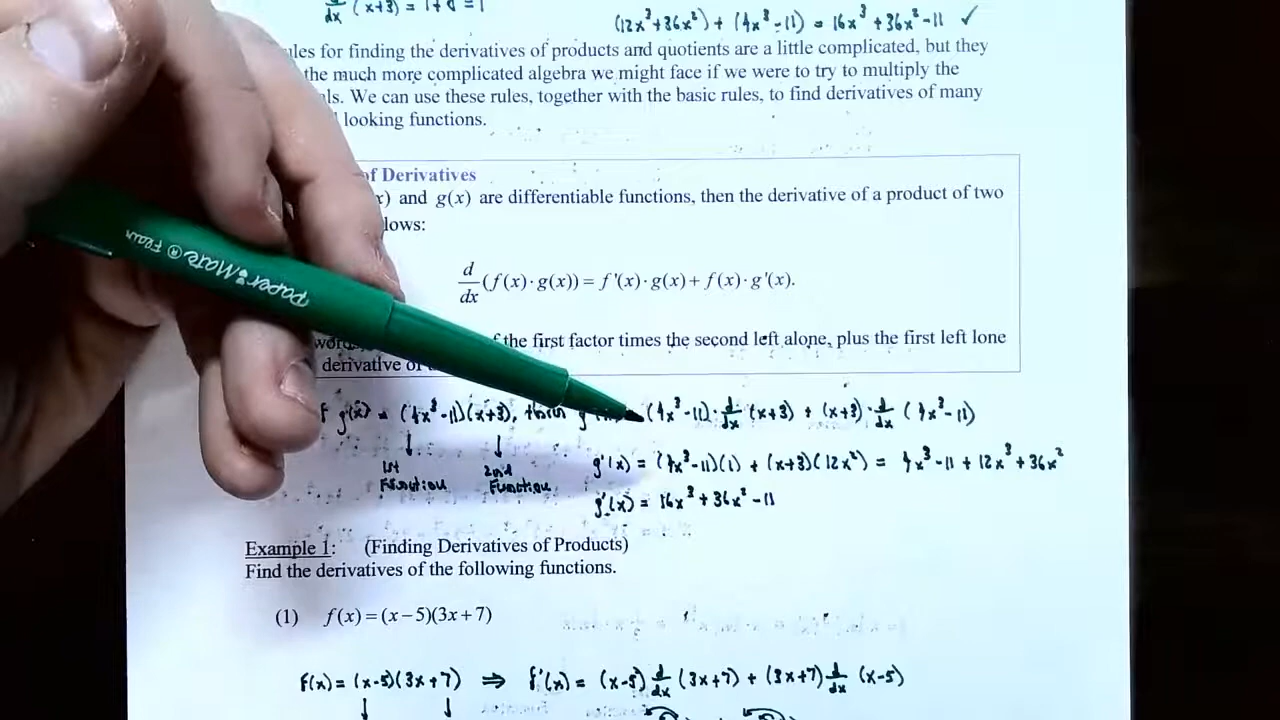 d/dx (x+3) = 1+0 = 1
(12x³+36x²) + (4x³-11) = 16x³+36x²-11 ✓
ules for finding the derivatives of products and quotients are a little complicated, but they
the much more complicated algebra we might face if we were to try to multiply the
ls. We can use these rules, together with the basic rules, to find derivatives of many
looking functions.
of Derivatives
x) and g(x) are differentiable functions, then the derivative of a product of two
lows:
d/dx (f(x)·g(x)) = f'(x)·g(x) + f(x)·g'(x).
words of the first factor times the second left alone, plus the first left lone
derivative of
Paper Mate® Flair
f g(x) = (4x³-11)(x+3), then g (4x³-11)·d/dx (x+3) + (x+3)·d/dx (4x³-11)
↓ ↓
1st Function 2nd Function
g'(x) = (4x³-11)(1) + (x+3)(12x²) = 4x³-11+12x³+36x²
g'(x) = 16x³+36x²-11
Example 1: (Finding Derivatives of Products)
Find the derivatives of the following functions.
(1) f(x)=(x-5)(3x+7)
f(x) = (x-5)(3x+7) ⇒ f'(x) = (x-5) d/dx (3x+7) + (3x+7) d/dx (x-5)
↓ ↓